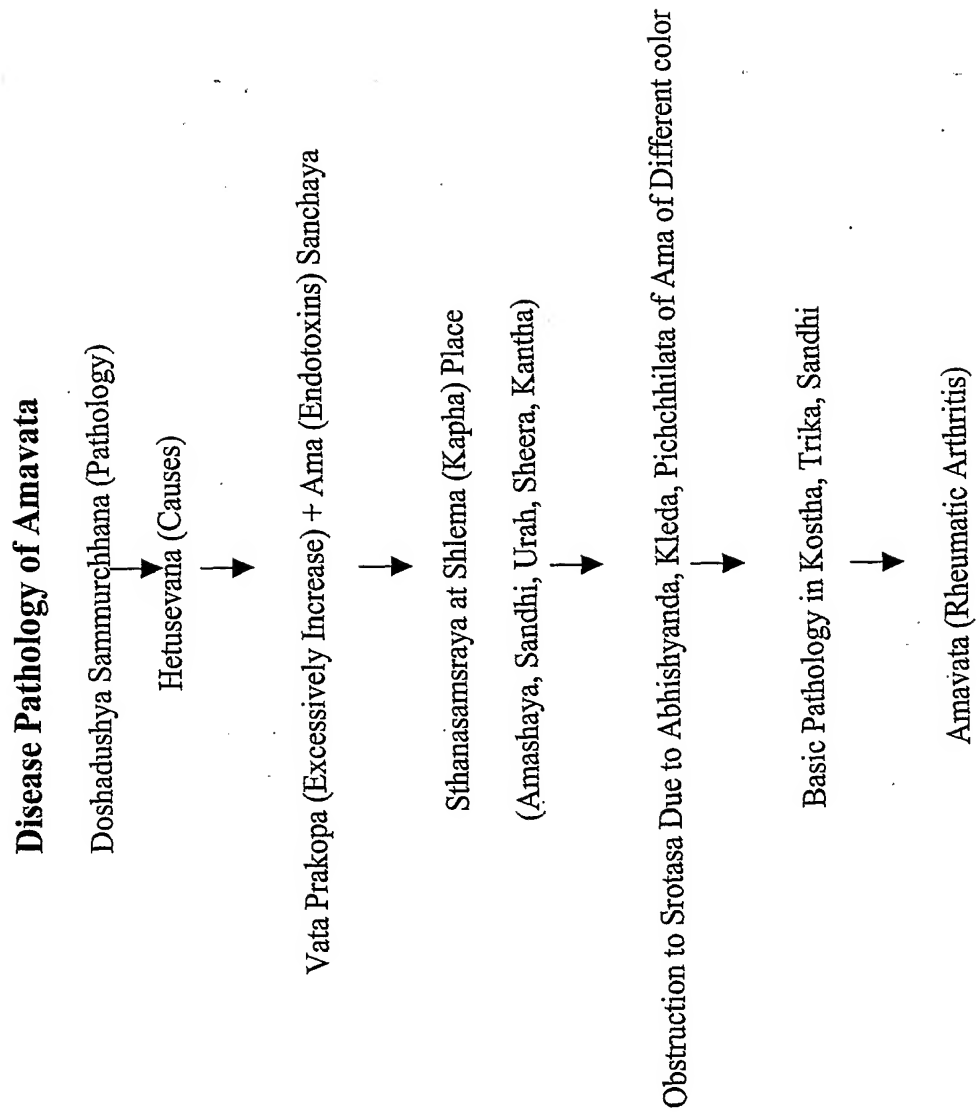 Disease Pathology of Amavata
Doshadushya Sammurchhana (Pathology)
Hetusevana (Causes)
Vata Prakopa (Excessively Increase) + Ama (Endotoxins) Sanchaya
Sthanasamsraya at Shlema (Kapha) Place
(Amashaya, Sandhi, Urah, Sheera, Kantha)
Obstruction to Srotasa Due to Abhishyanda, Kleda, Pichchhilata of Ama of Different color
Basic Pathology in Kostha, Trika, Sandhi
Amavata (Rheumatic Arthritis)